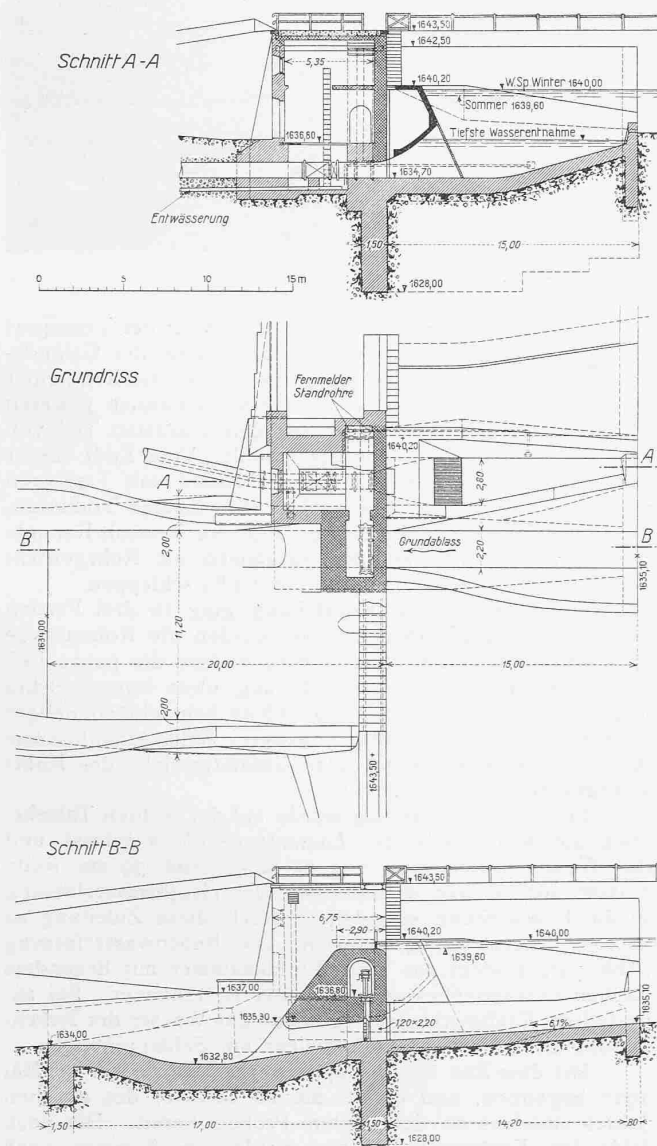 Schnitt A-A
1643,50
1642,50
5,35
1640,20
W.Sp Winter 1640,00
Sommer 1639,60
Tiefste Wasserentnahme
1636,60
1634,70
Entwässerung
1,50
15,00
1628,00
0 5 10 15 m
Grundriss
Fernmelder
Standrohre
1640,20
A
A
2,60
B
B
2,00
2,20
Grundablass
1635,10
1634,00
11,20
20,00
15,00
2,00
1643,50
Schnitt B-B
1643,50
6,75
2,90
1640,20
1640,00
1639,60
1637,00
1636,80
1635,30
1635,10
1634,00
1,20×2,20
6,1%
1632,80
1,50
17,00
1,50
14,20
80
1628,00